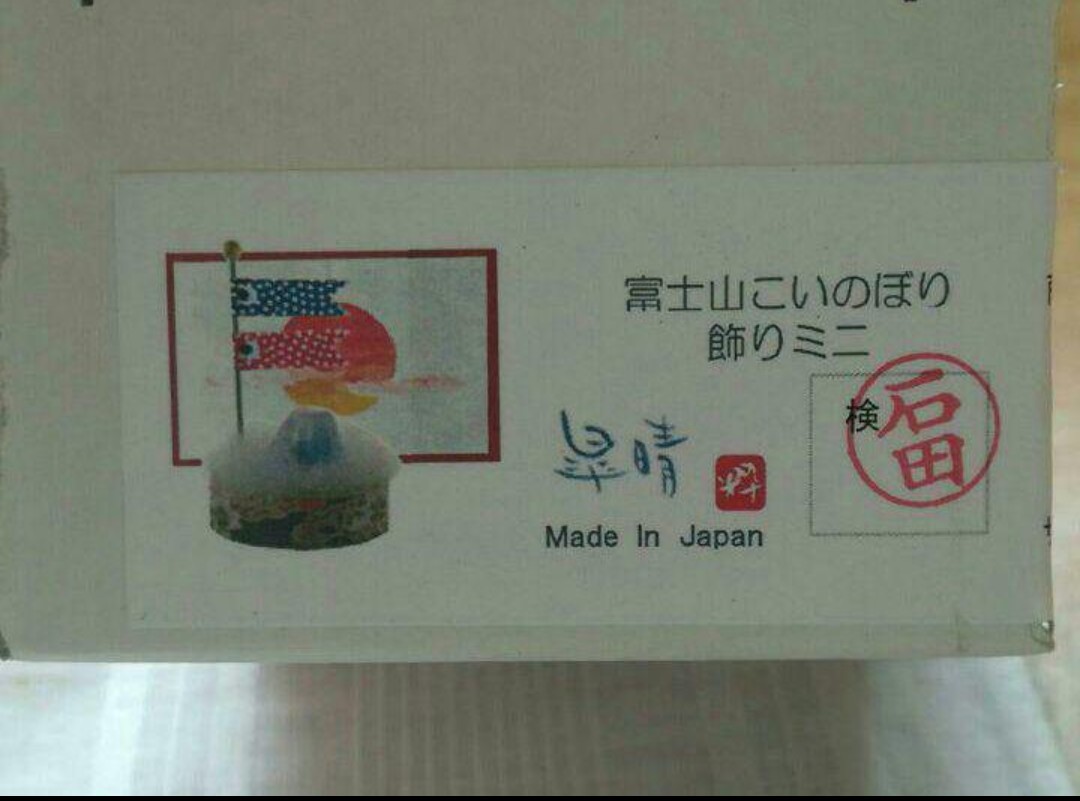 富士山こいのぼり
飾りミニ
皐晴
検
石田
Made In Japan